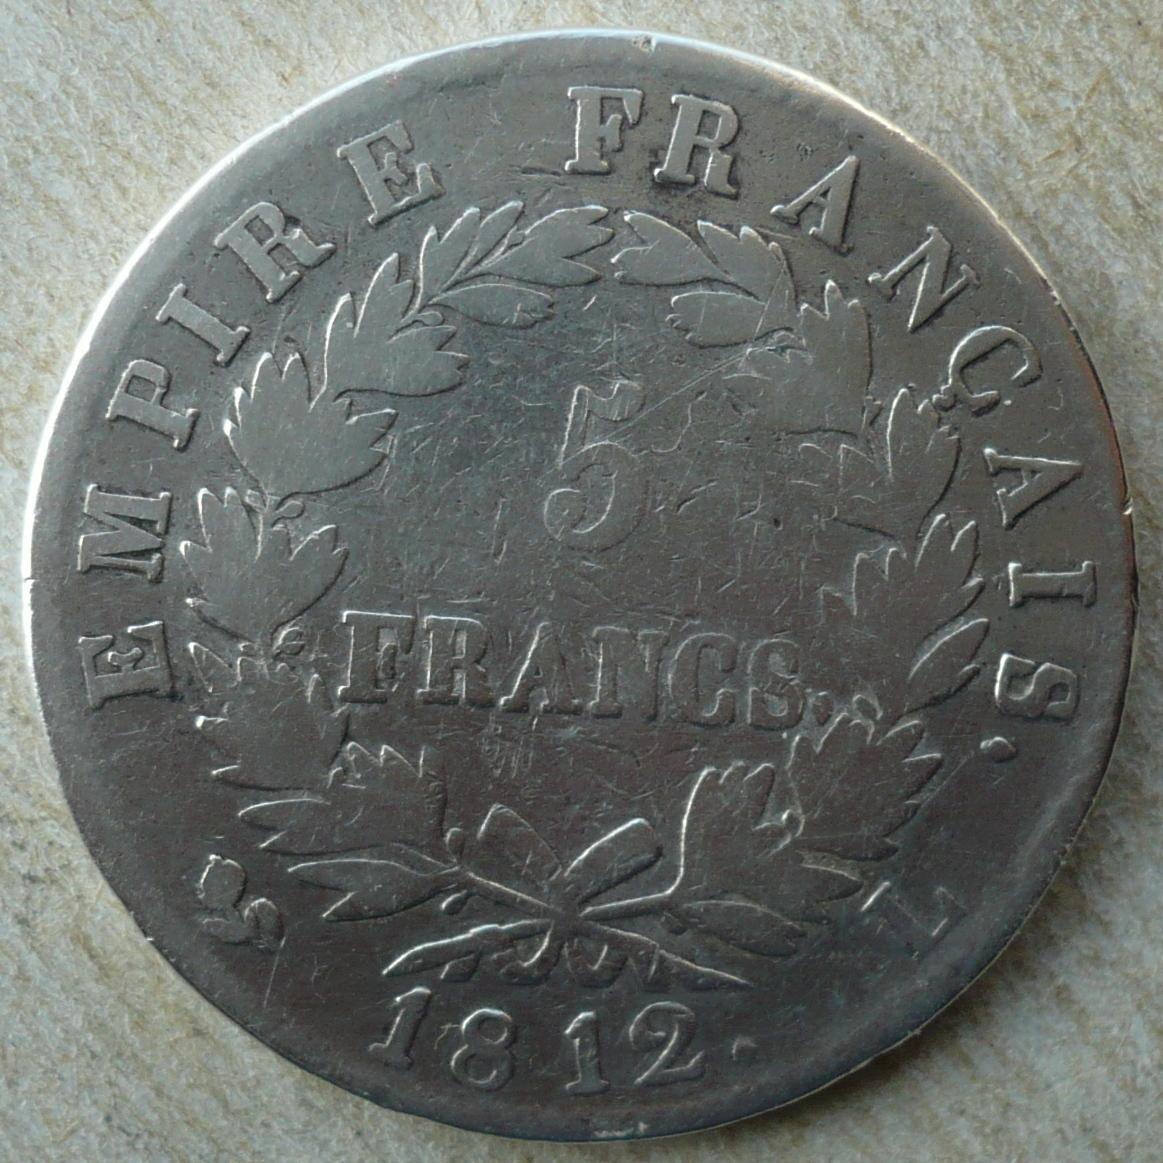 EMPIRE FRANÇAIS.
5
FRANCS.
L
1812.